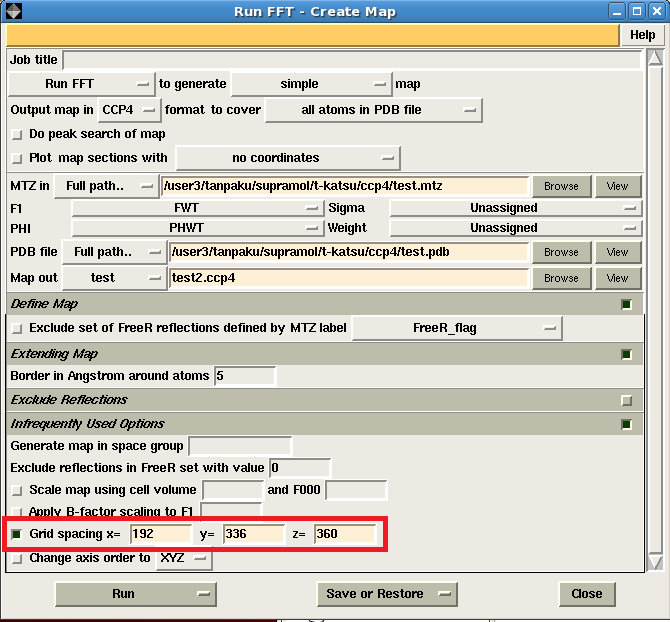 Run FFT - Create Map
Help
Job title
Run FFT to generate simple map
Output map in CCP4 format to cover all atoms in PDB file
Do peak search of map
Plot map sections with no coordinates
MTZ in Full path.. /user3/tanpaku/supramol/t-katsu/ccp4/test.mtz Browse View
F1 FWT Sigma Unassigned
PHI PHWT Weight Unassigned
PDB file Full path.. /user3/tanpaku/supramol/t-katsu/ccp4/test.pdb Browse View
Map out test test2.ccp4 Browse View
Define Map
Exclude set of FreeR reflections defined by MTZ label FreeR_flag
Extending Map
Border in Angstrom around atoms 5
Exclude Reflections
Infrequently Used Options
Generate map in space group
Exclude reflections in FreeR set with value 0
Scale map using cell volume and F000
Apply B-factor scaling to F1
Grid spacing x= 192 y= 336 z= 360
Change axis order to XYZ
Run Save or Restore Close